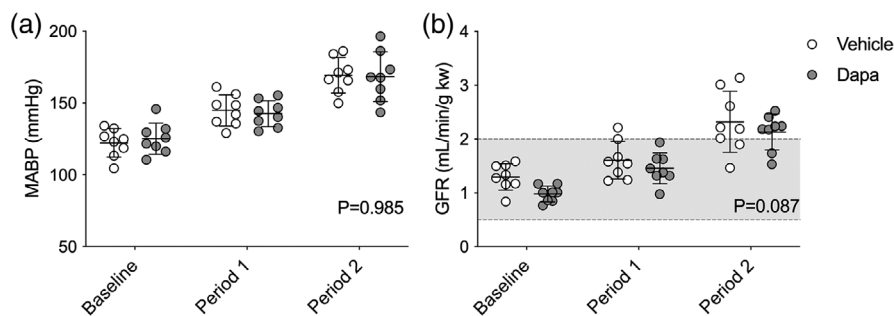 (a)
MABP (mmHg)
200
150
100
50
P=0.985
Baseline
Period 1
Period 2
(b)
GFR (mL/min/g kw)
4
3
2
1
0
P=0.087
Baseline
Period 1
Period 2
Vehicle
Dapa